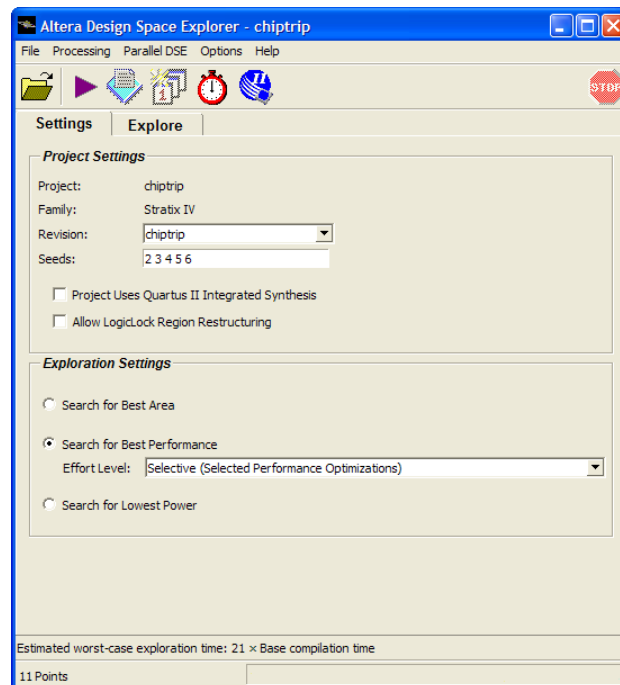 Altera Design Space Explorer - chiptrip
File Processing Parallel DSE Options Help
STOP
Settings Explore
Project Settings
Project: chiptrip
Family: Stratix IV
Revision: chiptrip
Seeds: 2 3 4 5 6
Project Uses Quartus II Integrated Synthesis
Allow LogicLock Region Restructuring
Exploration Settings
Search for Best Area
Search for Best Performance
Effort Level: Selective (Selected Performance Optimizations)
Search for Lowest Power
Estimated worst-case exploration time: 21 × Base compilation time
11 Points